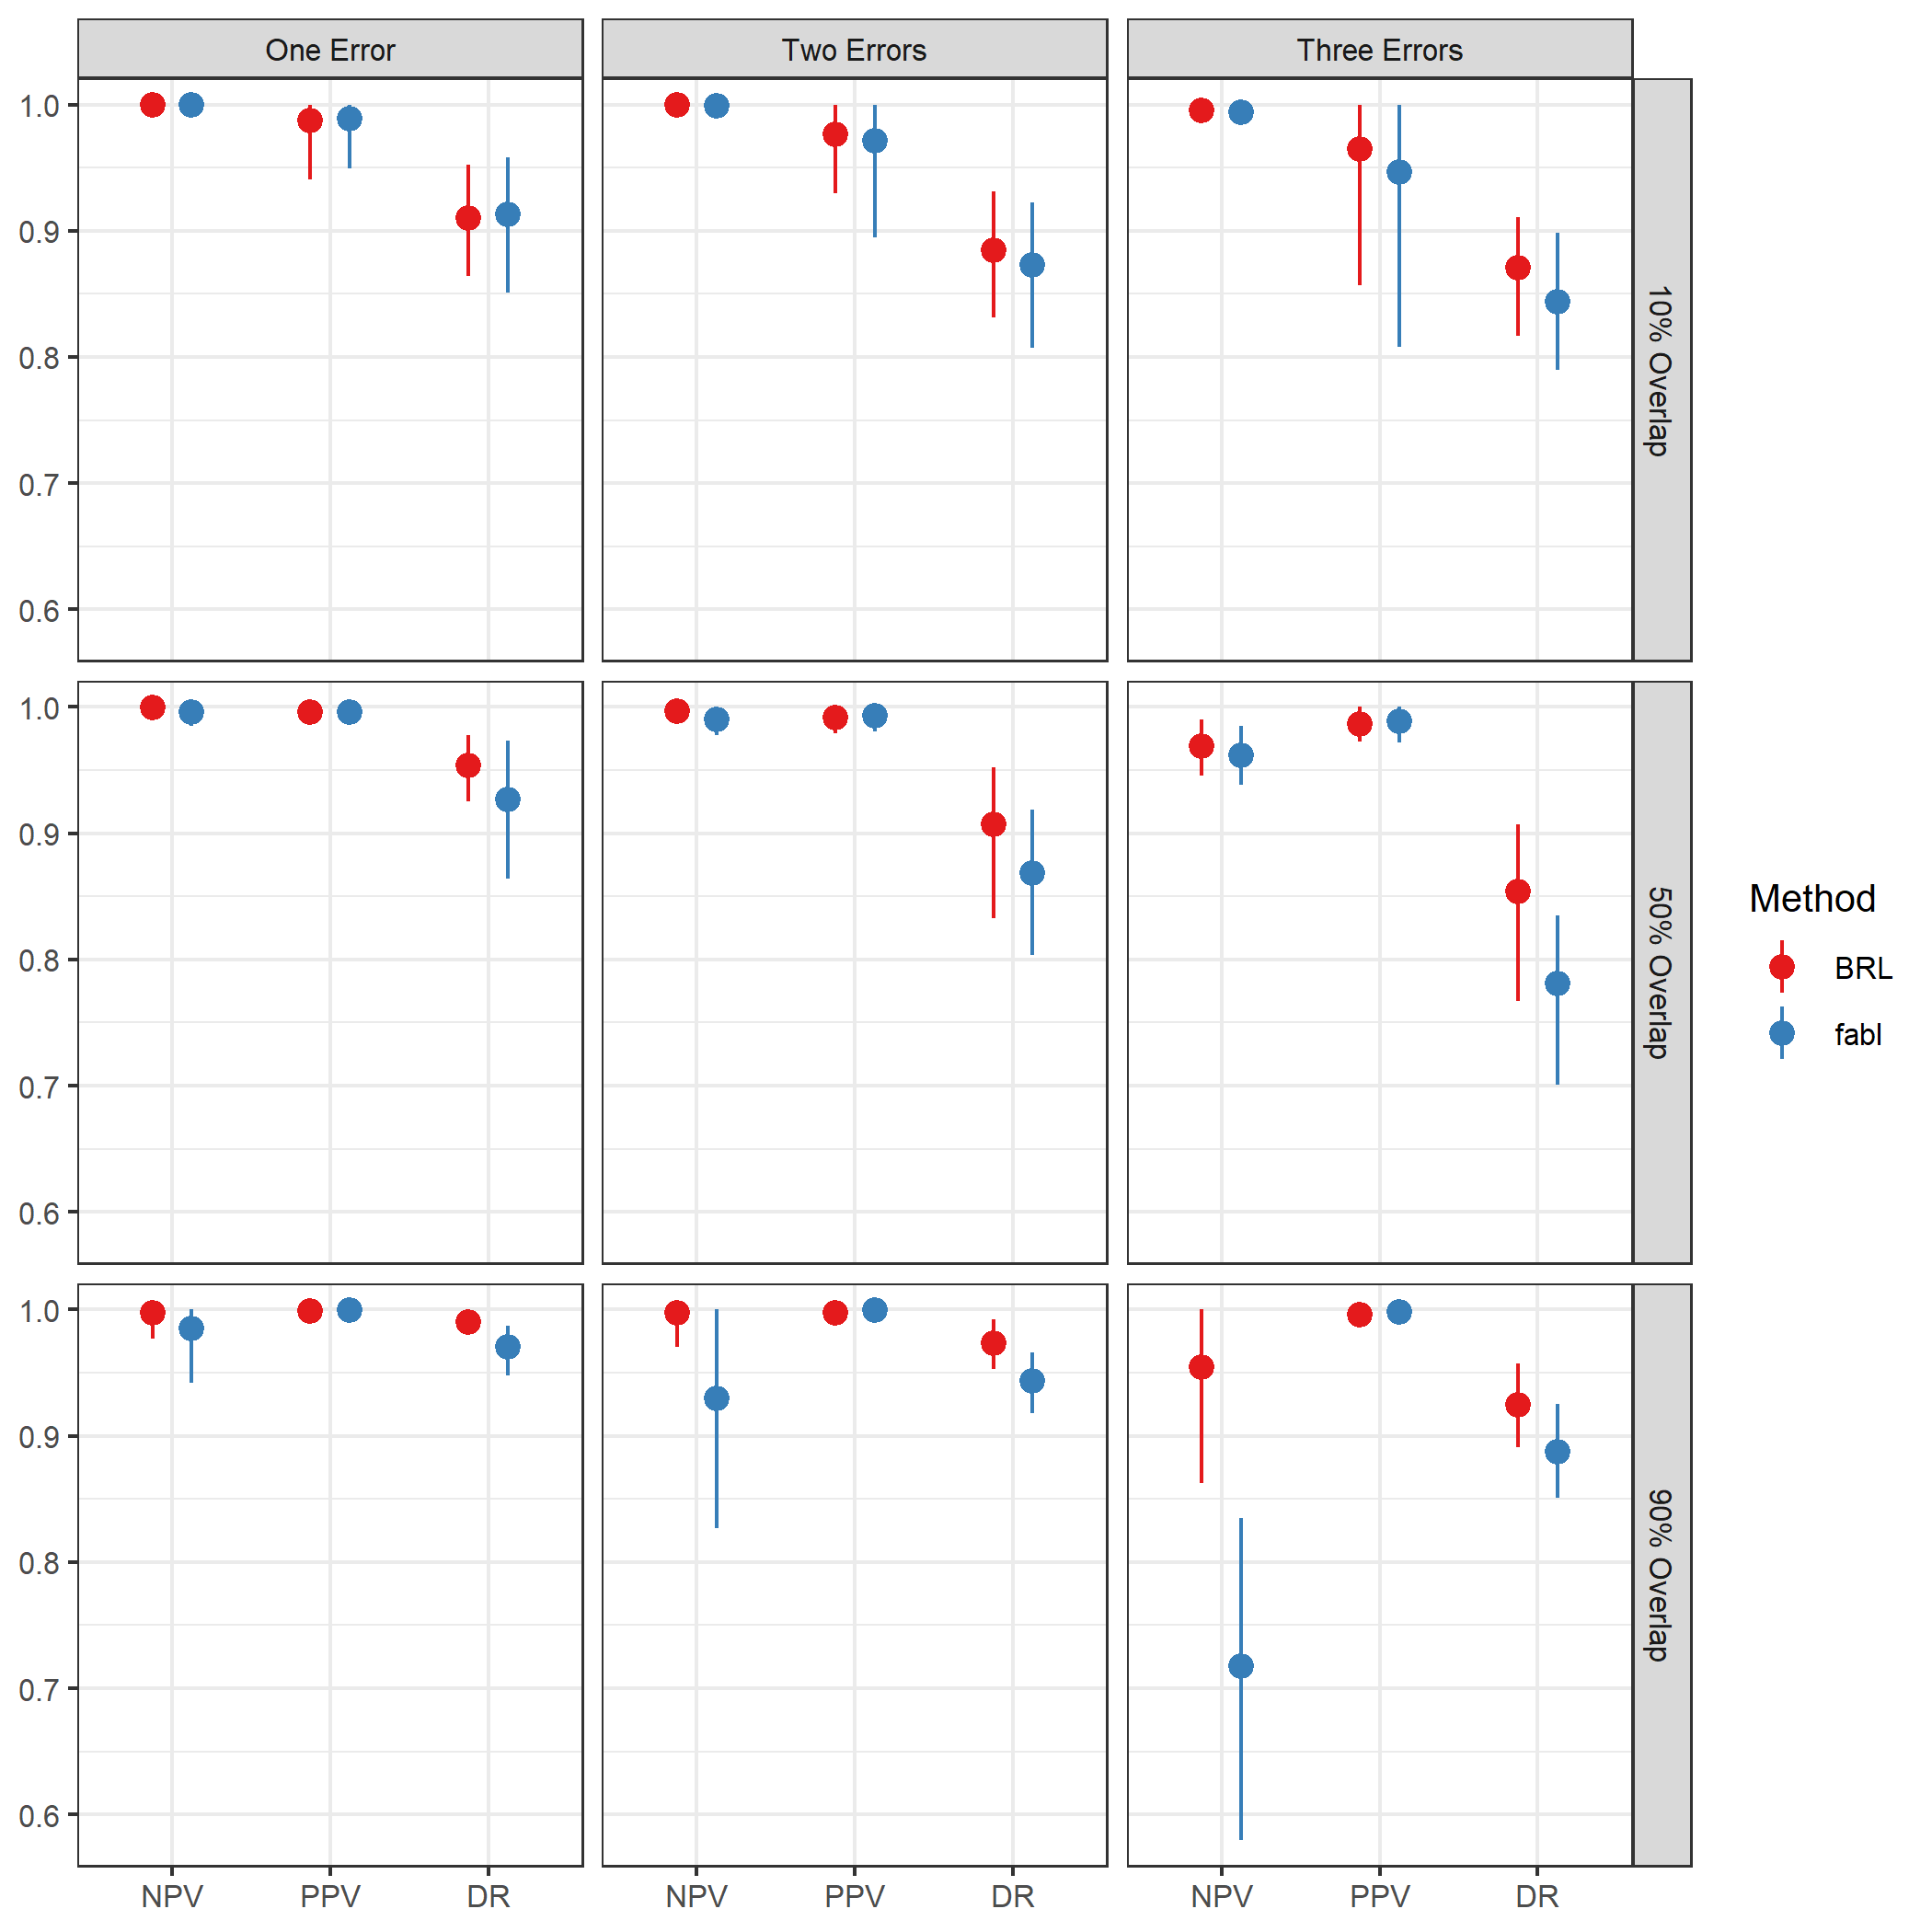 One Error
Two Errors
Three Errors
1.0
0.9
0.8
0.7
0.6
10% Overlap
1.0
0.9
0.8
0.7
0.6
50% Overlap
1.0
0.9
0.8
0.7
0.6
90% Overlap
NPV PPV DR
NPV PPV DR
NPV PPV DR
Method
BRL
fabl